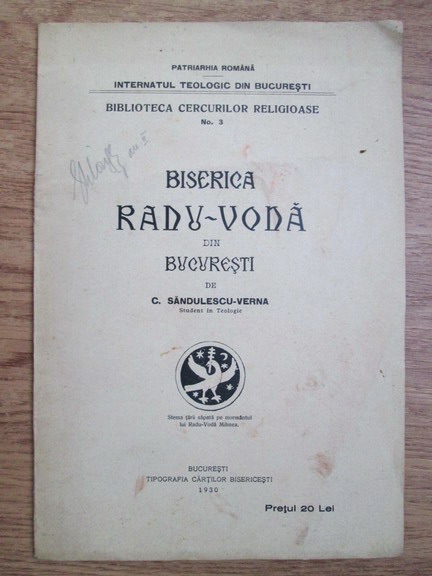 PATRIARHIA ROMÂNĂ
INTERNATUL TEOLOGIC DIN BUCUREȘTI
BIBLIOTECA CERCURILOR RELIGIOASE
No. 3
BISERICA
RADU~VODĂ
DIN
BUCUREȘTI
DE
C. SĂNDULESCU-VERNA
Student în Teologie
Stema țării săpată pe mormântul
lui Radu-Vodă Mihnea.
BUCUREȘTI
TIPOGRAFIA CĂRȚILOR BISERICEȘTI
1930
Prețul 20 Lei